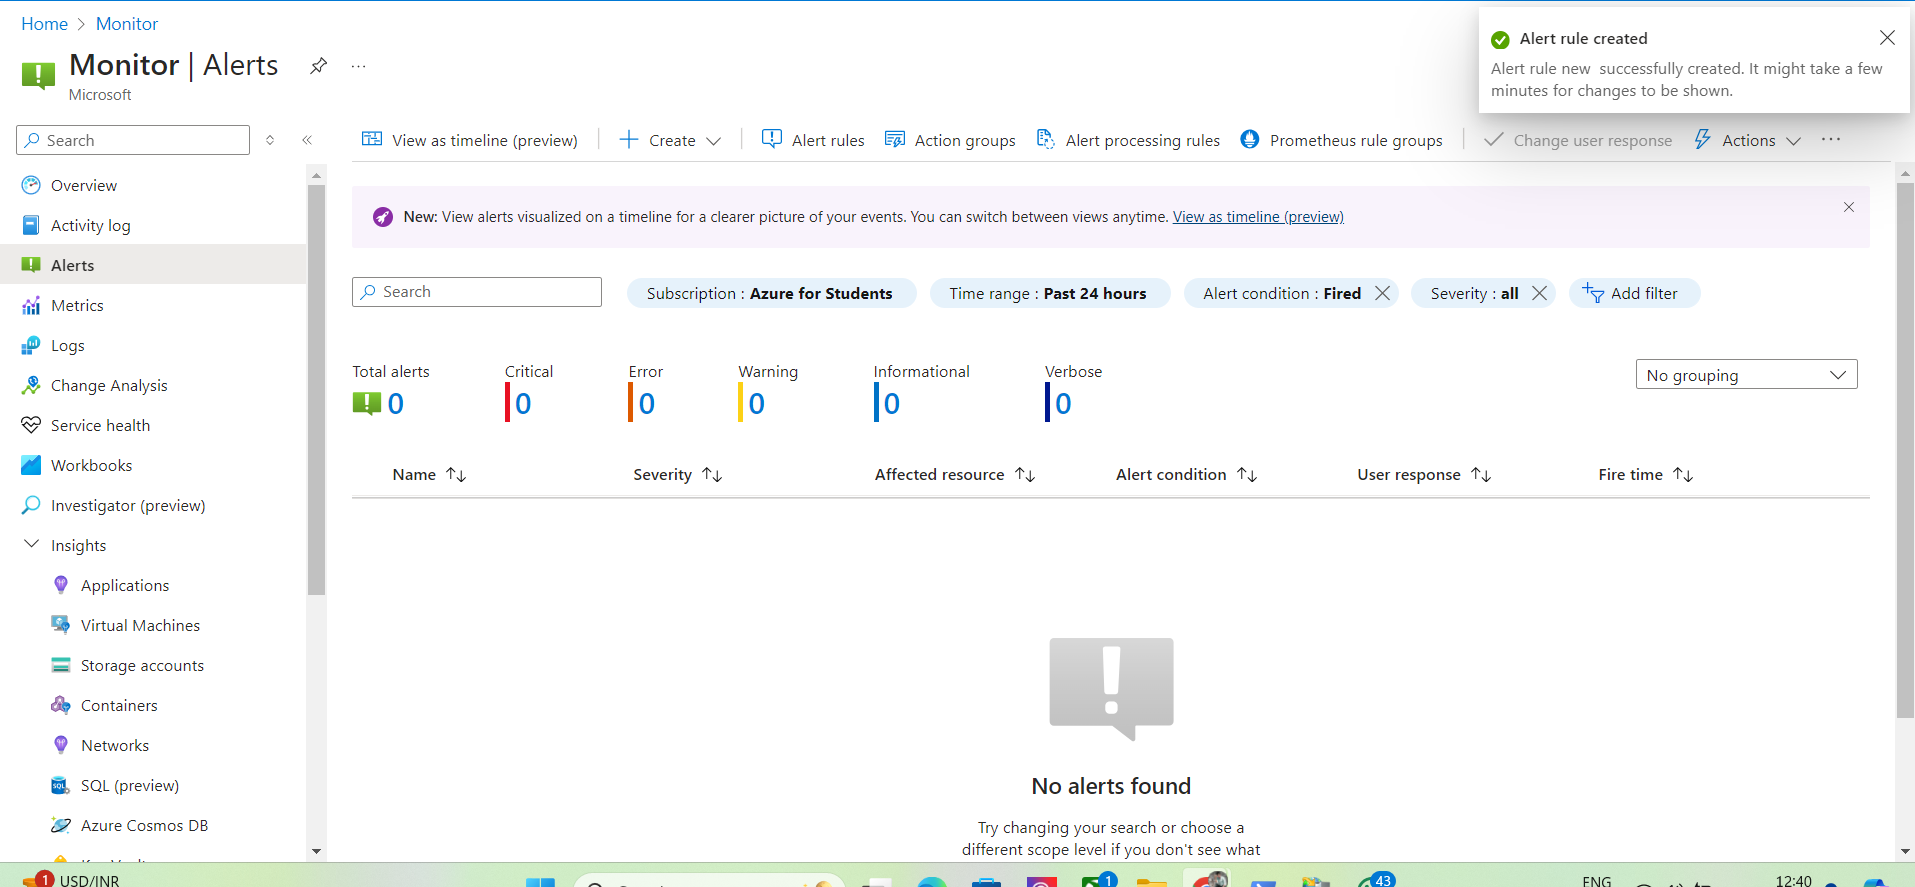 Home > Monitor
Monitor | Alerts
Microsoft
Alert rule created
Alert rule new successfully created. It might take a few
minutes for changes to be shown.
Search
Overview
Activity log
Alerts
Metrics
Logs
Change Analysis
Service health
Workbooks
Investigator (preview)
Insights
Applications
Virtual Machines
Storage accounts
Containers
Networks
SQL (preview)
Azure Cosmos DB
View as timeline (preview) Create Alert rules Action groups Alert processing rules Prometheus rule groups Change user response Actions
New: View alerts visualized on a timeline for a clearer picture of your events. You can switch between views anytime. View as timeline (preview)
Search Subscription : Azure for Students Time range : Past 24 hours Alert condition : Fired Severity : all Add filter
Total alerts Critical Error Warning Informational Verbose
0 0 0 0 0 0
No grouping
Name Severity Affected resource Alert condition User response Fire time
No alerts found
Try changing your search or choose a
different scope level if you don't see what
1 USD/INR 1 43 ENG 12:40